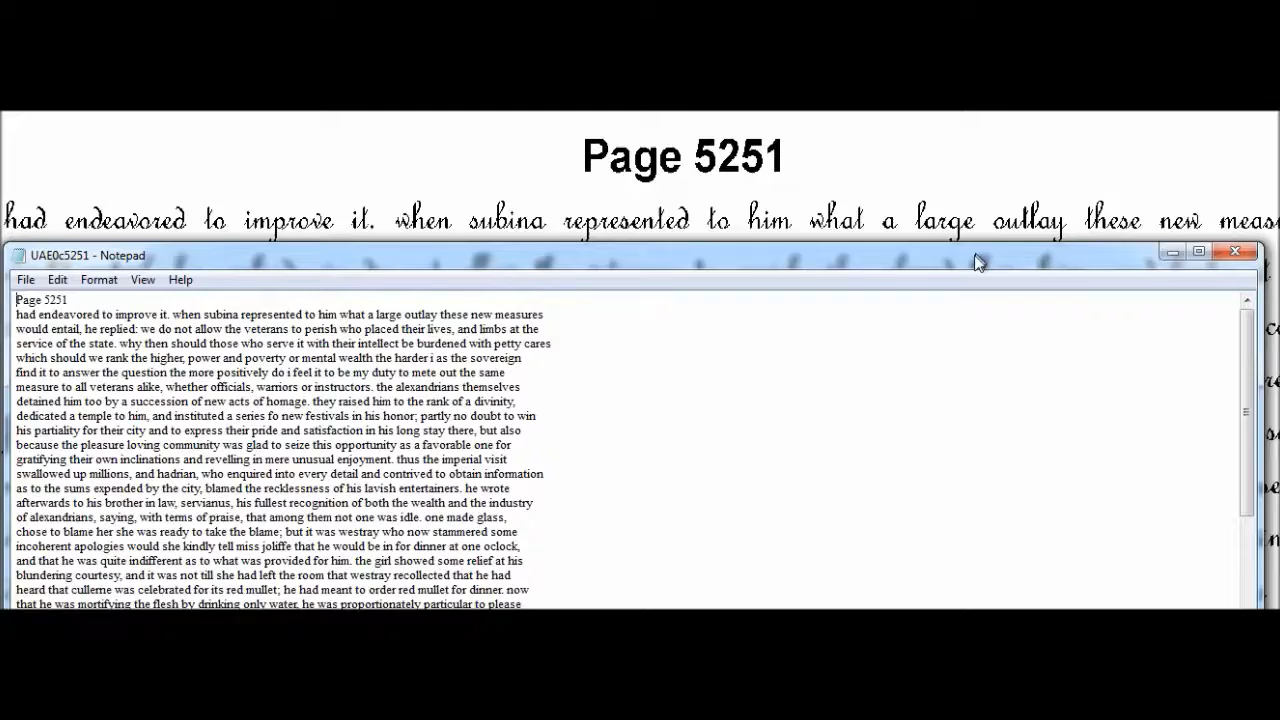 Page 5251
had endeavored to improve it. when subina represented to him what a large outlay these new meas
UAE0c5251 - Notepad
File Edit Format View Help
Page 5251
had endeavored to improve it. when subina represented to him what a large outlay these new measures
would entail, he replied: we do not allow the veterans to perish who placed their lives, and limbs at the
service of the state. why then should those who serve it with their intellect be burdened with petty cares
which should we rank the higher, power and poverty or mental wealth the harder i as the sovereign
find it to answer the question the more positively do i feel it to be my duty to mete out the same
measure to all veterans alike, whether officials, warriors or instructors. the alexandrians themselves
detained him too by a succession of new acts of homage. they raised him to the rank of a divinity,
dedicated a temple to him, and instituted a series fo new festivals in his honor; partly no doubt to win
his partiality for their city and to express their pride and satisfaction in his long stay there, but also
because the pleasure loving community was glad to seize this opportunity as a favorable one for
gratifying their own inclinations and revelling in mere unusual enjoyment. thus the imperial visit
swallowed up millions, and hadrian, who enquired into every detail and contrived to obtain information
as to the sums expended by the city, blamed the recklessness of his lavish entertainers. he wrote
afterwards to his brother in law, servianus, his fullest recognition of both the wealth and the industry
of alexandrians, saying, with terms of praise, that among them not one was idle. one made glass,
chose to blame her she was ready to take the blame; but it was westray who now stammered some
incoherent apologies would she kindly tell miss joliffe that he would be in for dinner at one oclock,
and that he was quite indifferent as to what was provided for him. the girl showed some relief at his
blundering courtesy, and it was not till she had left the room that westray recollected that he had
heard that cullerne was celebrated for its red mullet; he had meant to order red mullet for dinner. now
that he was mortifying the flesh by drinking only water, he was proportionately particular to please